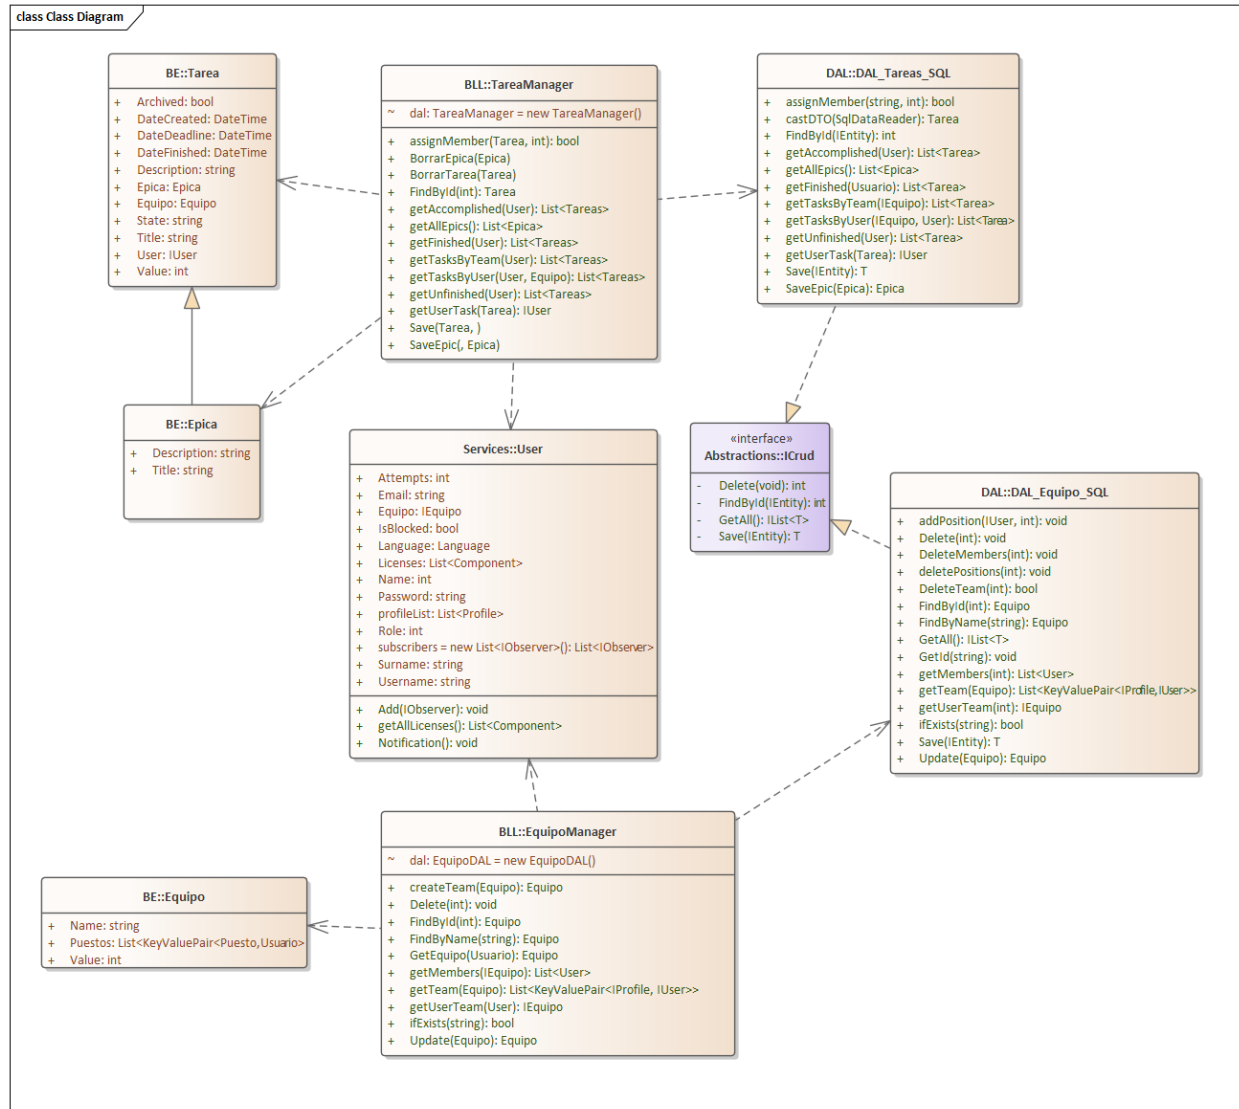 class Class Diagram
BE::Tarea
+ Archived: bool
+ DateCreated: DateTime
+ DateDeadline: DateTime
+ DateFinished: DateTime
+ Description: string
+ Epica: Epica
+ Equipo: Equipo
+ State: string
+ Title: string
+ User: IUser
+ Value: int
BLL::TareaManager
~ dal: TareaManager = new TareaManager()
+ assignMember(Tarea, int): bool
+ BorrarEpica(Epica)
+ BorrarTarea(Tarea)
+ FindById(int): Tarea
+ getAccomplished(User): List<Tareas>
+ getAllEpics(): List<Epica>
+ getFinished(User): List<Tareas>
+ getTasksByTeam(User): List<Tareas>
+ getTasksByUser(User, Equipo): List<Tareas>
+ getUnfinished(User): List<Tareas>
+ getUserTask(Tarea): IUser
+ Save(Tarea, )
+ SaveEpic(, Epica)
DAL::DAL_Tareas_SQL
+ assignMember(string, int): bool
+ castDTO(SqlDataReader): Tarea
+ FindById(IEntity): int
+ getAccomplished(User): List<Tarea>
+ getAllEpics(): List<Epica>
+ getFinished(Usuario): List<Tarea>
+ getTasksByTeam(IEquipo): List<Tarea>
+ getTasksByUser(IEquipo, User): List<Tarea>
+ getUnfinished(User): List<Tarea>
+ getUserTask(Tarea): IUser
+ Save(IEntity): T
+ SaveEpic(Epica): Epica
BE::Epica
+ Description: string
+ Title: string
Services::User
+ Attempts: int
+ Email: string
+ Equipo: IEquipo
+ IsBlocked: bool
+ Language: Language
+ Licenses: List<Component>
+ Name: int
+ Password: string
+ profileList: List<Profile>
+ Role: int
+ subscribers = new List<IObserver>(): List<IObserver>
+ Surname: string
+ Username: string
+ Add(IObserver): void
+ getAllLicenses(): List<Component>
+ Notification(): void
«interface»
Abstractions::ICrud
- Delete(void): int
- FindById(IEntity): int
- GetAll(): IList<T>
- Save(IEntity): T
DAL::DAL_Equipo_SQL
+ addPosition(IUser, int): void
+ Delete(int): void
+ DeleteMembers(int): void
+ deletePositions(int): void
+ DeleteTeam(int): bool
+ FindById(int): Equipo
+ FindByName(string): Equipo
+ GetAll(): IList<T>
+ GetId(string): void
+ getMembers(int): List<User>
+ getTeam(Equipo): List<KeyValuePair<IProfile,IUser>>
+ getUserTeam(int): IEquipo
+ ifExists(string): bool
+ Save(IEntity): T
+ Update(Equipo): Equipo
BLL::EquipoManager
~ dal: EquipoDAL = new EquipoDAL()
+ createTeam(Equipo): Equipo
+ Delete(int): void
+ FindById(int): Equipo
+ FindByName(string): Equipo
+ GetEquipo(Usuario): Equipo
+ getMembers(IEquipo): List<User>
+ getTeam(Equipo): List<KeyValuePair<IProfile, IUser>>
+ getUserTeam(User): IEquipo
+ ifExists(string): bool
+ Update(Equipo): Equipo
BE::Equipo
+ Name: string
+ Puestos: List<KeyValuePair<Puesto,Usuario>
+ Value: int